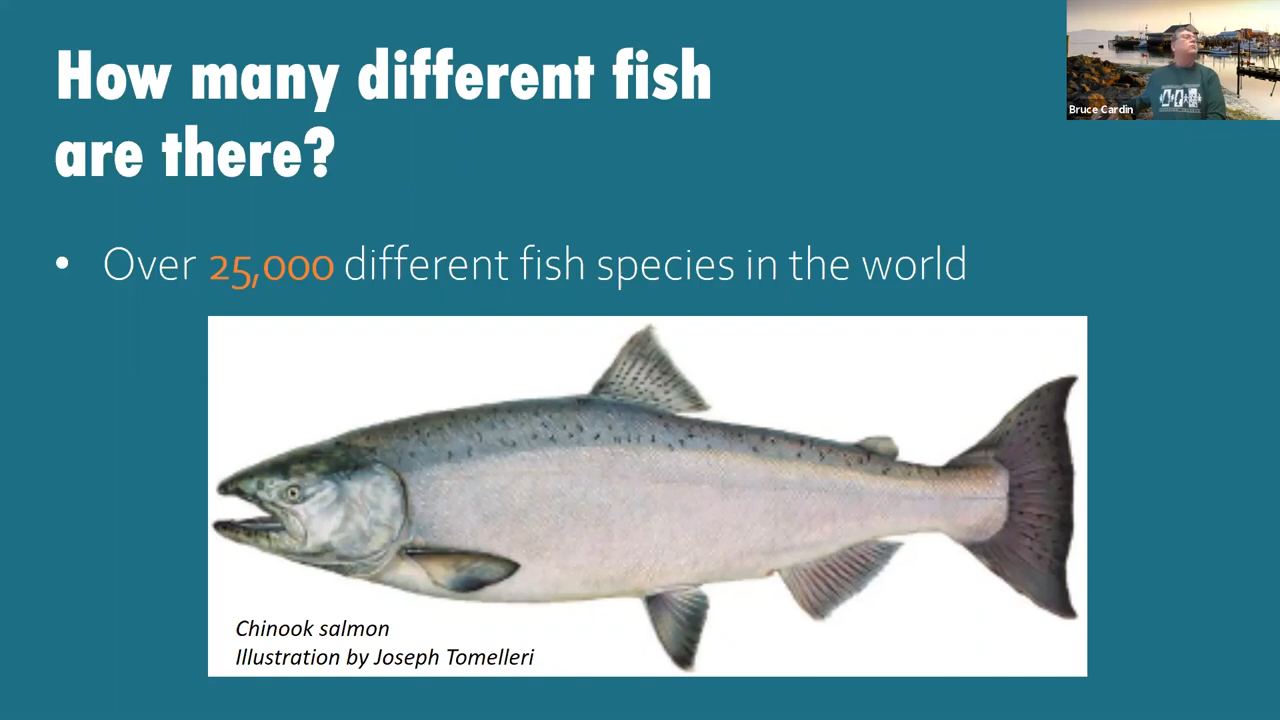 How many different fish
are there?
Bruce Cardin
• Over 25,000 different fish species in the world
Chinook salmon
Illustration by Joseph Tomelleri